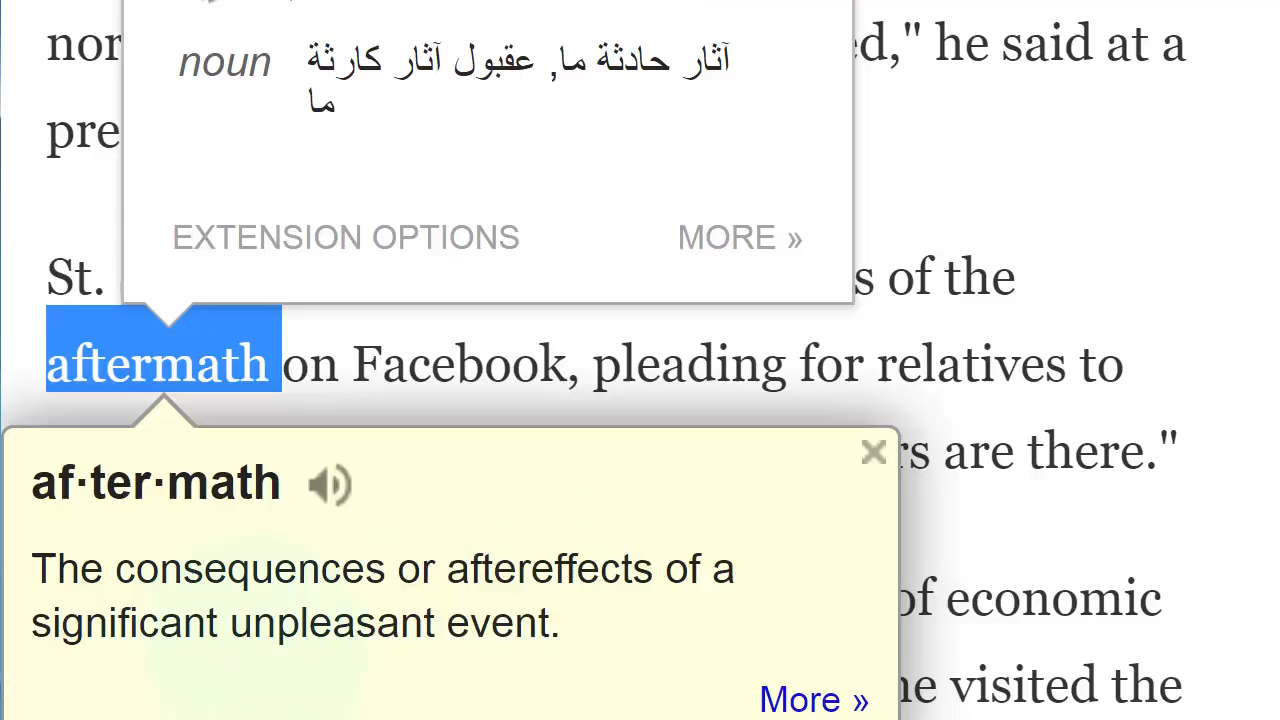 nor ed," he said at a
noun آثار حادثة ما, عقبول آثار كارثة
ما
pre
EXTENSION OPTIONS MORE »
St. s of the
aftermath on Facebook, pleading for relatives to
rs are there."
af·ter·math
The consequences or aftereffects of a
of economic
significant unpleasant event.
he visited the
More »